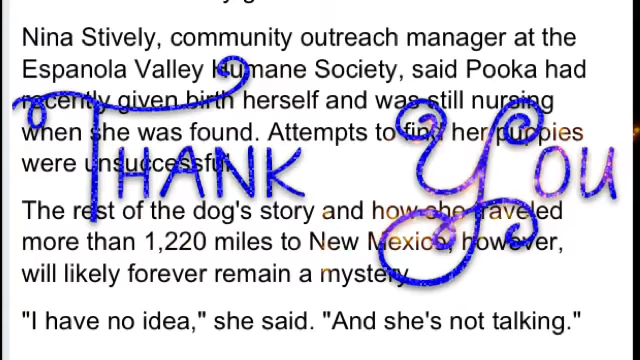 Nina Stively, community outreach manager at the
Espanola Valley Humane Society, said Pooka had
recently given birth herself and was still nursing
when she was found. Attempts to find her puppies
were unsuccessful.
THANK YOU
The rest of the dog's story and how she traveled
more than 1,220 miles to New Mexico, however,
will likely forever remain a mystery.
"I have no idea," she said. "And she's not talking."